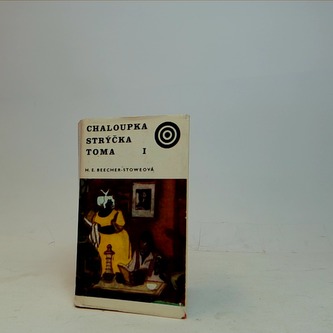 CHALOUPKA
STRÝČKA
TOMA I
H. E. BEECHER-STOWEOVÁ